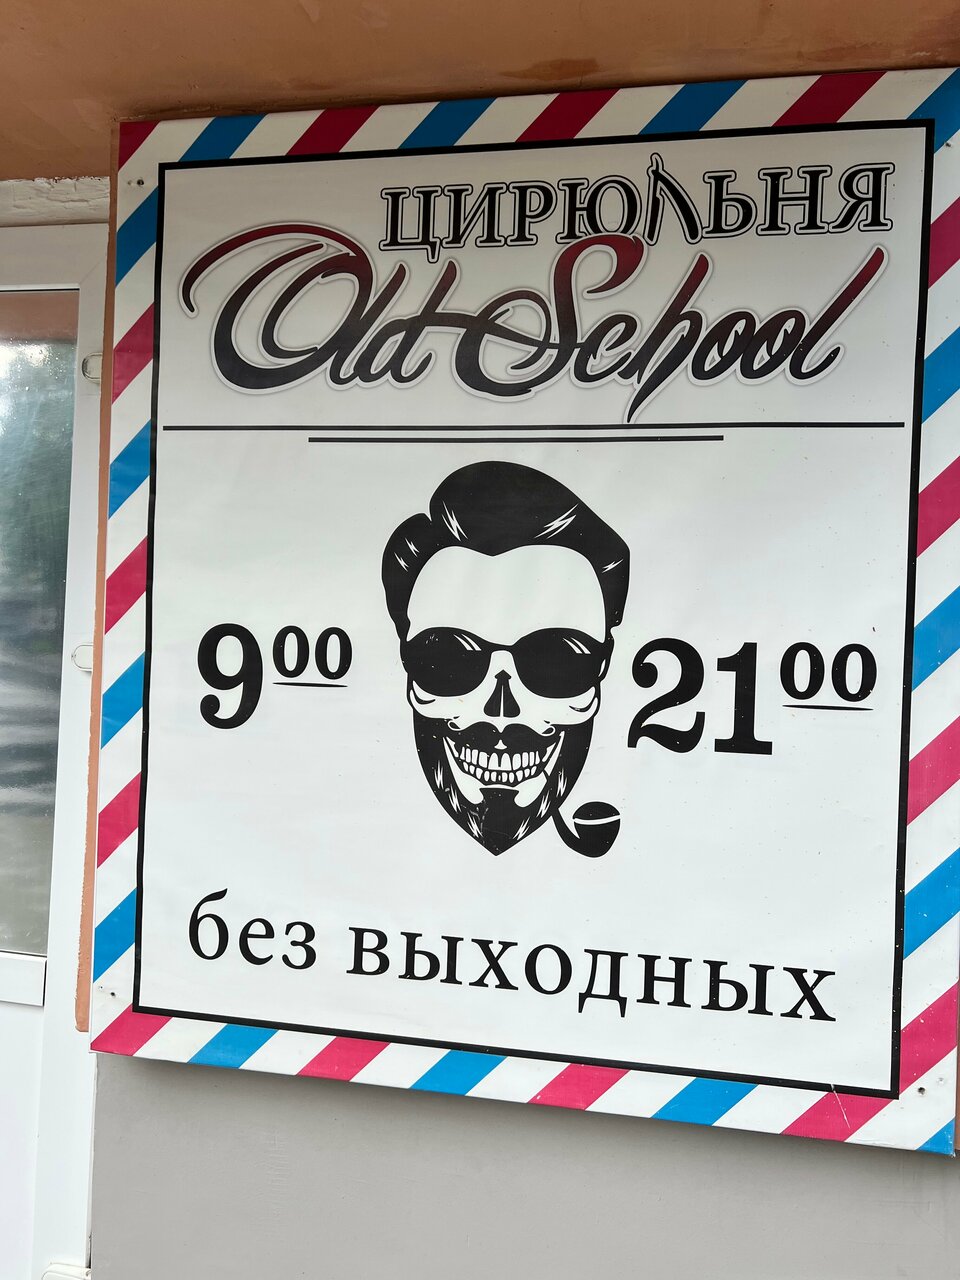 ЦИРЮЛЬНЯ
Old School
9⁰⁰ 21⁰⁰
без выходных